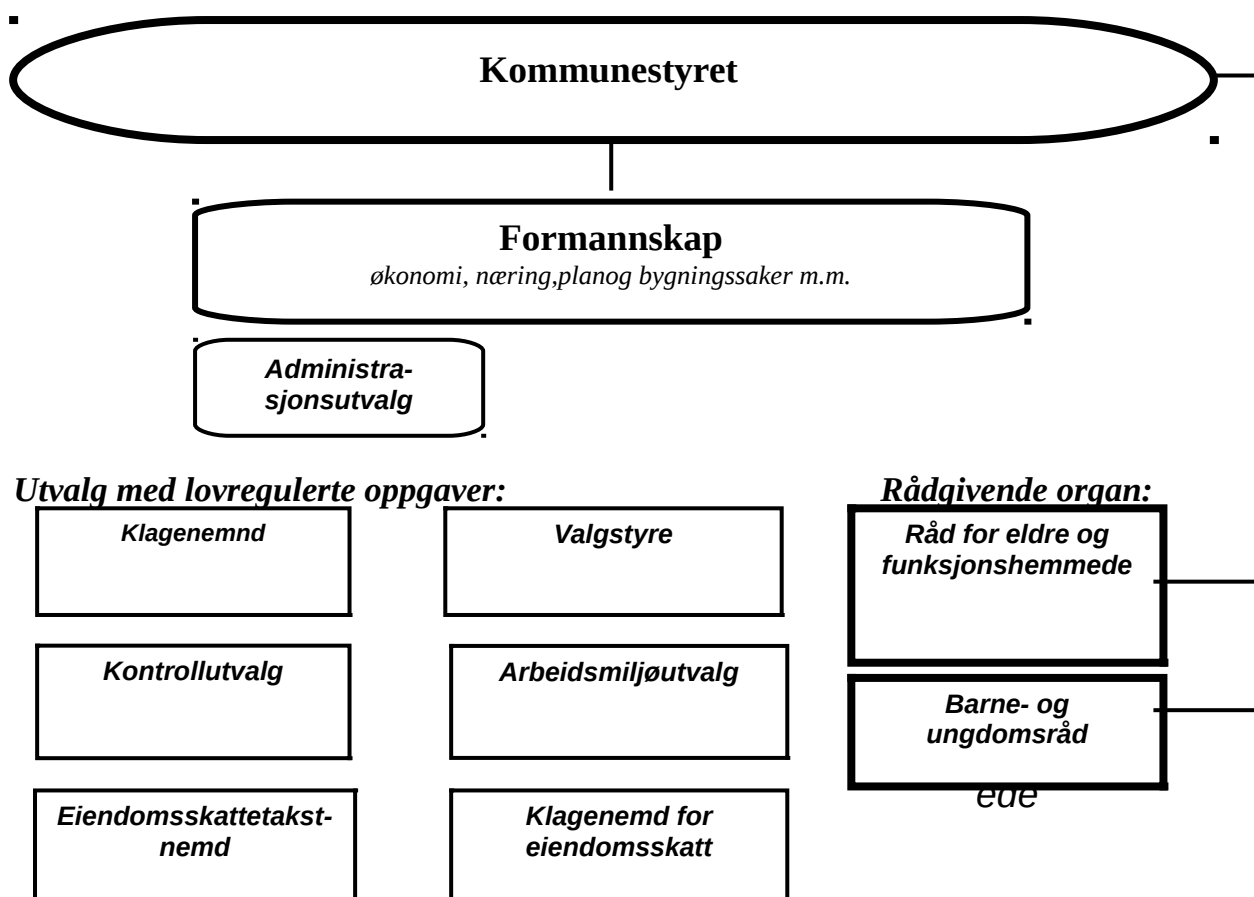 Kommunestyret
Formannskap
økonomi, næring,planog bygningssaker m.m.
Administra-
sjonsutvalg
Utvalg med lovregulerte oppgaver:
Klagenemnd
Valgstyre
Kontrollutvalg
Arbeidsmiljøutvalg
Eiendomsskattetakst-
nemd
Klagenemd for
eiendomsskatt
Rådgivende organ:
Råd for eldre og
funksjonshemmede
Barne- og
ungdomsråd
ede